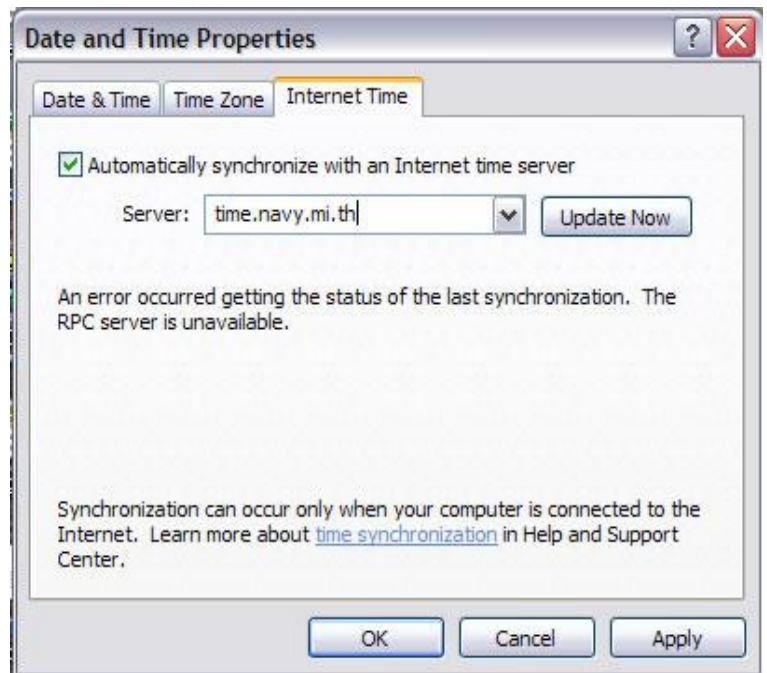 Date and Time Properties
Date & Time Time Zone Internet Time
Automatically synchronize with an Internet time server
Server: time.navy.mi.th Update Now
An error occurred getting the status of the last synchronization. The
RPC server is unavailable.
Synchronization can occur only when your computer is connected to the
Internet. Learn more about time synchronization in Help and Support
Center.
OK Cancel Apply